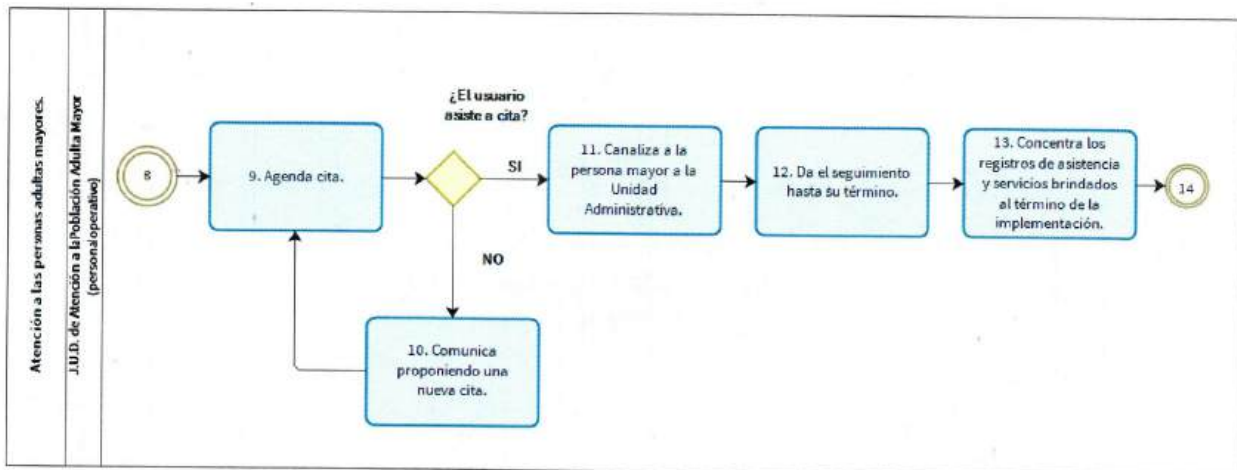 Atención a las personas adultas mayores.
J.U.D. de Atención a la Población Adulta Mayor
(personal operativo)
8
9. Agenda cita.
¿El usuario
asiste a cita?
SI
NO
10. Comunica
proponiendo una
nueva cita.
11. Canaliza a la
persona mayor a la
Unidad
Administrativa.
12. Da el seguimiento
hasta su término.
13. Concentra los
registros de asistencia
y servicios brindados
al término de la
implementación.
14